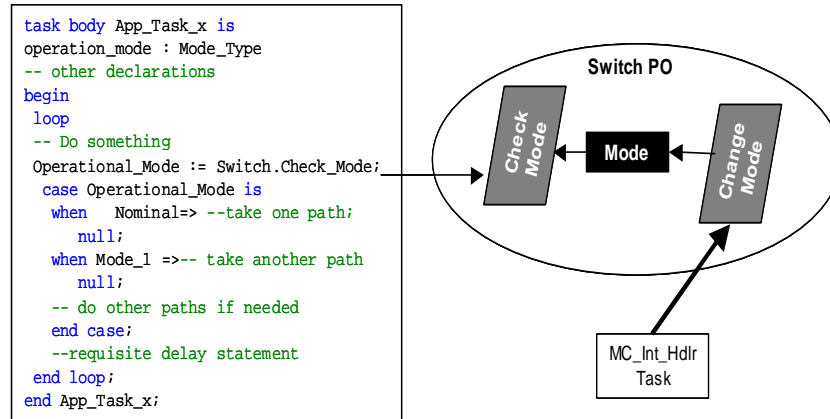 task body App_Task_x is
operation_mode : Mode_Type
-- other declarations
begin
loop
-- Do something
Operational_Mode := Switch.Check_Mode;
case Operational_Mode is
when Nominal=> --take one path;
null;
when Mode_1 =>-- take another path
null;
-- do other paths if needed
end case;
--requisite delay statement
end loop;
end App_Task_x;
Switch PO
Check
Mode
Mode
Change
Mode
MC_Int_Hdlr
Task